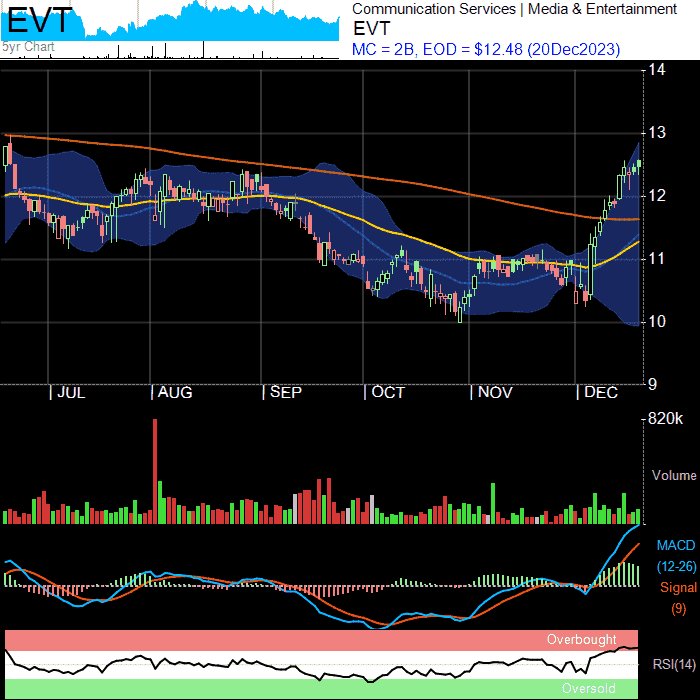 EVT
5yr Chart
Communication Services | Media & Entertainment
EVT
MC = 2B, EOD = $12.48 (20Dec2023)
14
13
12
11
10
9
| JUL | AUG | SEP | OCT | NOV | DEC
820k
Volume
MACD
(12-26)
Signal
(9)
Overbought
RSI(14)
Oversold